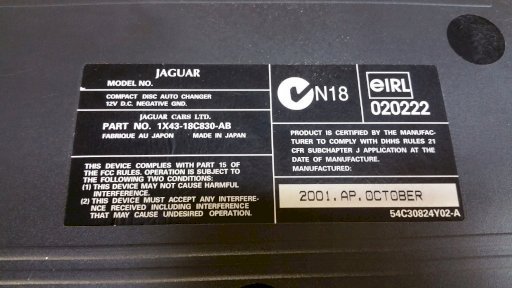 JAGUAR
MODEL NO.
COMPACT DISC AUTO CHANGER
12V D.C. NEGATIVE GND.
JAGUAR CARS LTD.
PART NO. 1X43-18C830-AB
FABRIQUE AU JAPON MADE IN JAPAN
THIS DEVICE COMPLIES WITH PART 15 OF
THE FCC RULES. OPERATION IS SUBJECT TO
THE FOLLOWING TWO CONDITIONS:
(1) THIS DEVICE MAY NOT CAUSE HARMFUL
INTERFERENCE.
(2) THIS DEVICE MUST ACCEPT ANY INTERFERE-
NCE RECEIVED INCLUDING INTERFERENCE
THAT MAY CAUSE UNDESIRED OPERATION.
N18
eIRL
020222
PRODUCT IS CERTIFIED BY THE MANUFAC-
TURER TO COMPLY WITH DHHS RULES 21
CFR SUBCHAPTER J APPLICATION AT THE
DATE OF MANUFACTURE.
MANUFACTURED:
2001.AP.OCTOBER
54C30824Y02-A